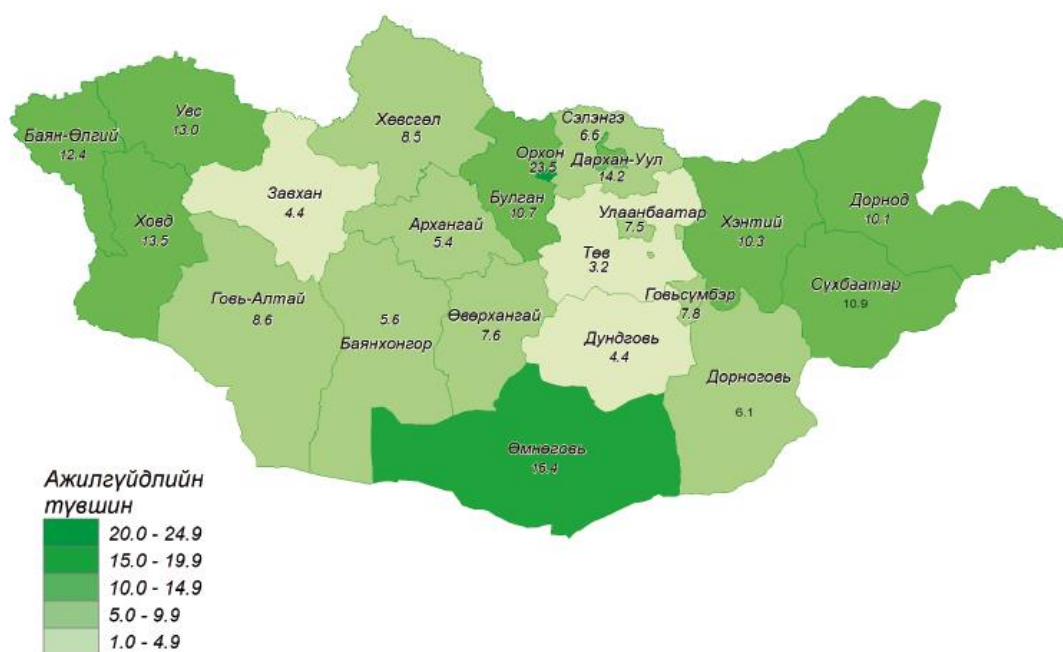 Увс
13.0
Баян-Өлгий
12.4
Ховд
13.5
Завхан
4.4
Хөвсгөл
8.5
Архангай
5.4
Говь-Алтай
8.6
5.6
Баянхонгор
Өвөрхангай
7.6
Булган
10.7
Орхон
23.5
Сэлэнгэ
6.6
Дархан-Уул
14.2
Улаанбаатар
7.5
Төв
3.2
Говьсүмбэр
7.8
Дундговь
4.4
Дорноговь
6.1
Өмнөговь
16.4
Хэнтий
10.3
Дорнод
10.1
Сүхбаатар
10.9
Ажилгүйдлийн
түвшин
20.0 - 24.9
15.0 - 19.9
10.0 - 14.9
5.0 - 9.9
1.0 - 4.9